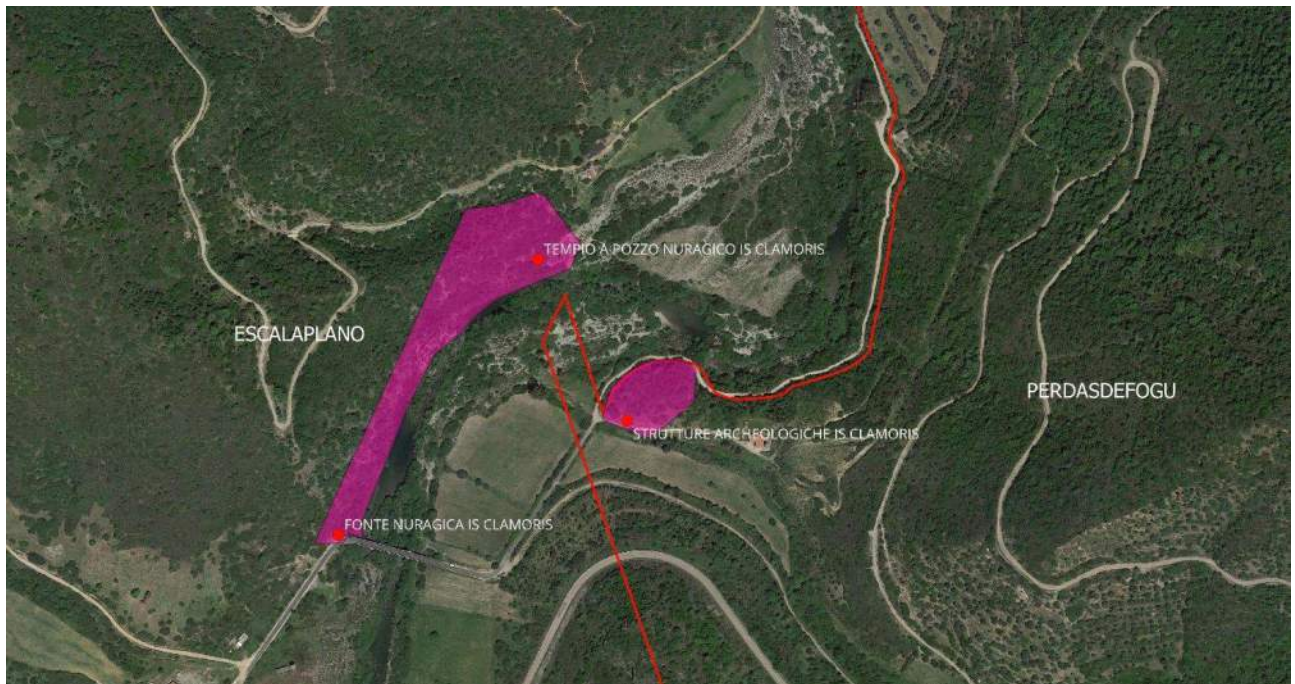 TEMPIO À POZZO NURAGICO IS CLAMORIS
ESCALAPLANO
PERDASDEFOGU
STRUTTURE ARCHEOLOGICHE IS CLAMORIS
FONTE NURAGICA IS CLAMORIS